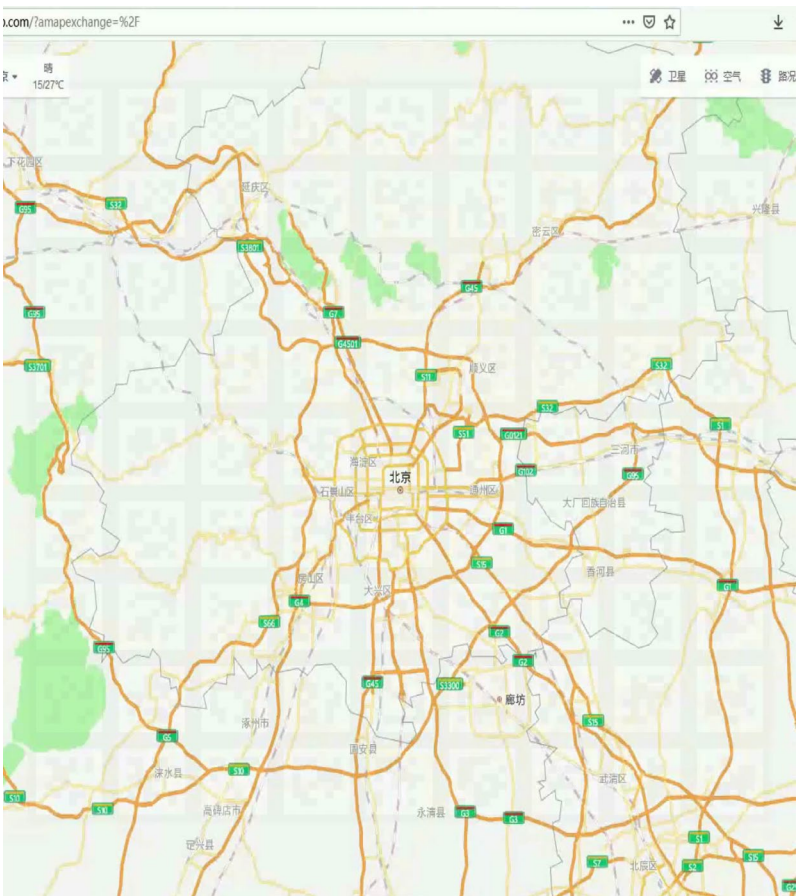 o.com/?amapexchange=%2F
晴
15/27℃
卫星
空气
路况
下花园区
延庆区
S32
G95
兴隆县
密云区
S3801
G45
G95
G7
G4501
S3701
顺义区
S32
S11
S32
S1
S51
G0121
三河市
海淀区
北京
G102
G95
石景山区
通州区
大厂回族自治县
丰台区
G1
S15
香河县
房山区
G1
大兴区
G4
S66
G2
G95
G2
G45
S3300
廊坊
涿州市
S15
G5
固安县
涞水县
S10
武清区
S10
S10
高碑店市
永清县
G3
G3
定兴县
S1
S15
S7
北辰区
S2